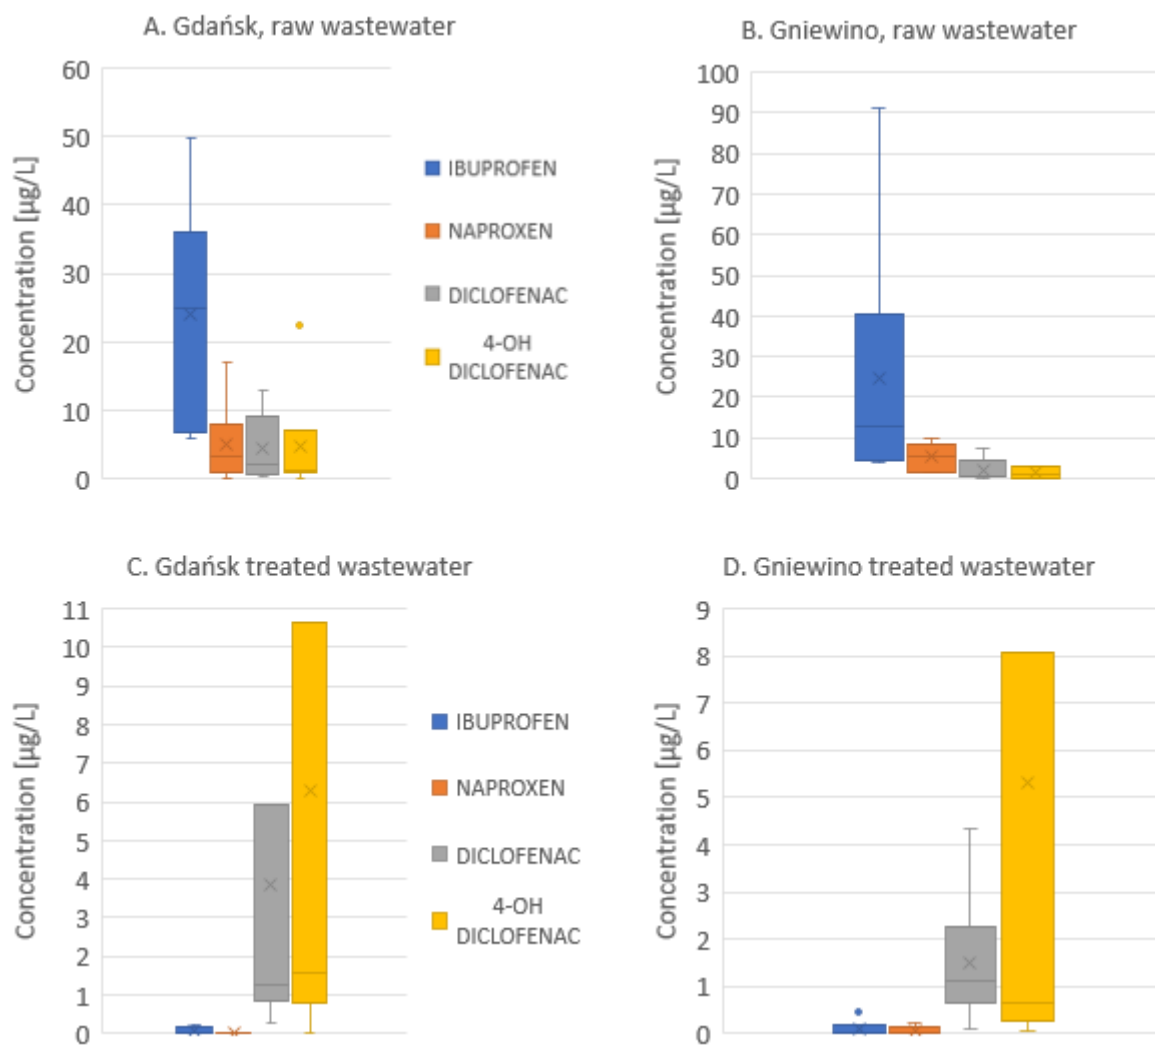 A. Gdańsk, raw wastewater
Concentration [µg/L]
60
50
40
30
20
10
0
IBUPROFEN
NAPROXEN
DICLOFENAC
4-OH
DICLOFENAC
B. Gniewino, raw wastewater
Concentration [µg/L]
100
90
80
70
60
50
40
30
20
10
0
C. Gdańsk treated wastewater
Concentration [µg/L]
11
10
9
8
7
6
5
4
3
2
1
0
IBUPROFEN
NAPROXEN
DICLOFENAC
4-OH
DICLOFENAC
D. Gniewino treated wastewater
Concentration [µg/L]
9
8
7
6
5
4
3
2
1
0